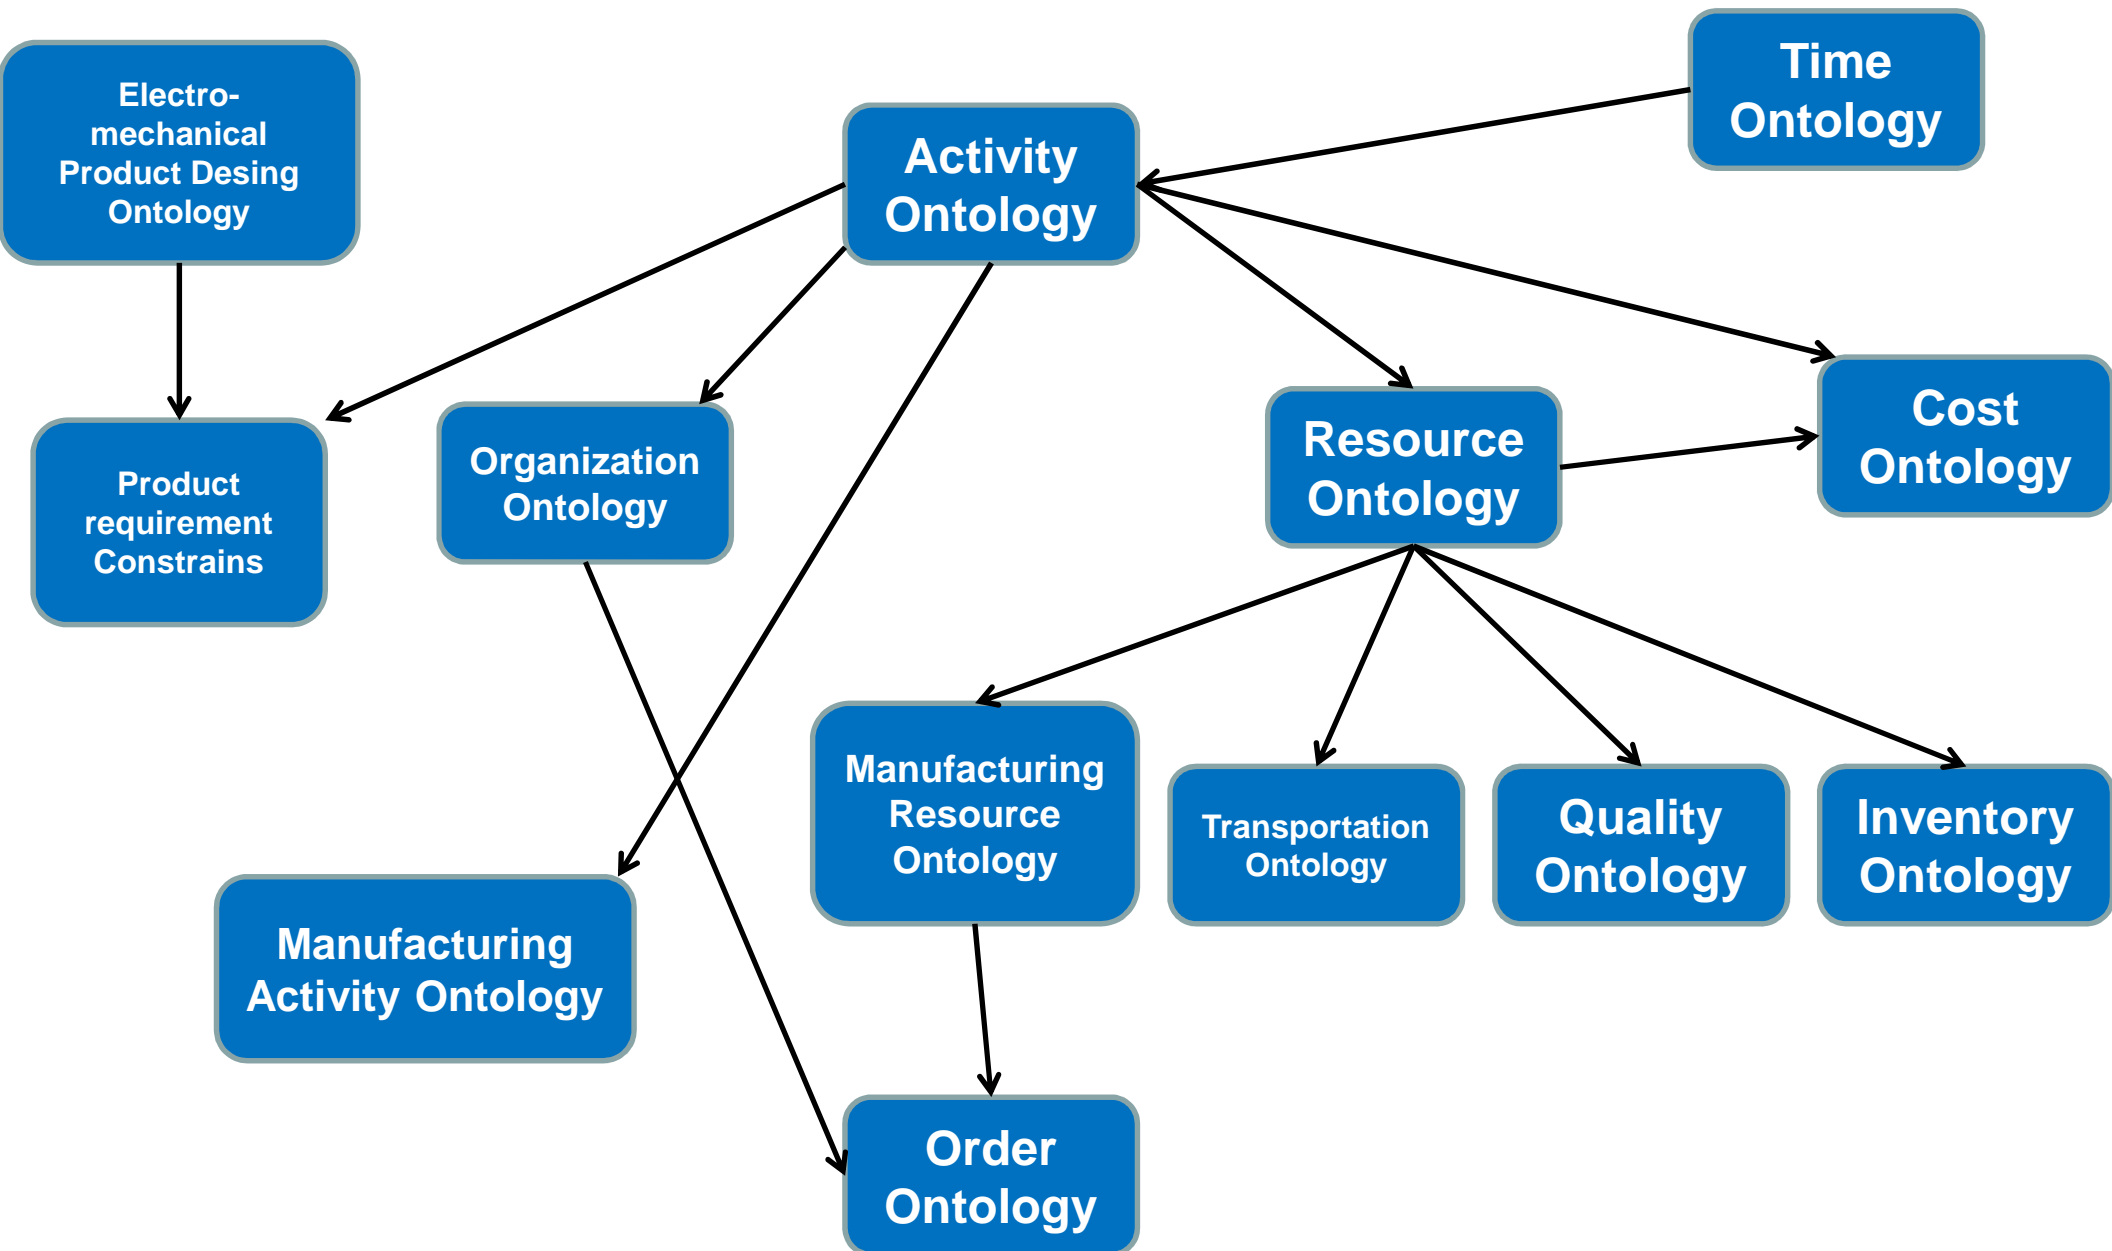 Electro-
mechanical
Product Desing
Ontology
Activity
Ontology
Time
Ontology
Product
requirement
Constrains
Organization
Ontology
Resource
Ontology
Cost
Ontology
Manufacturing
Activity Ontology
Manufacturing
Resource
Ontology
Transportation
Ontology
Quality
Ontology
Inventory
Ontology
Order
Ontology